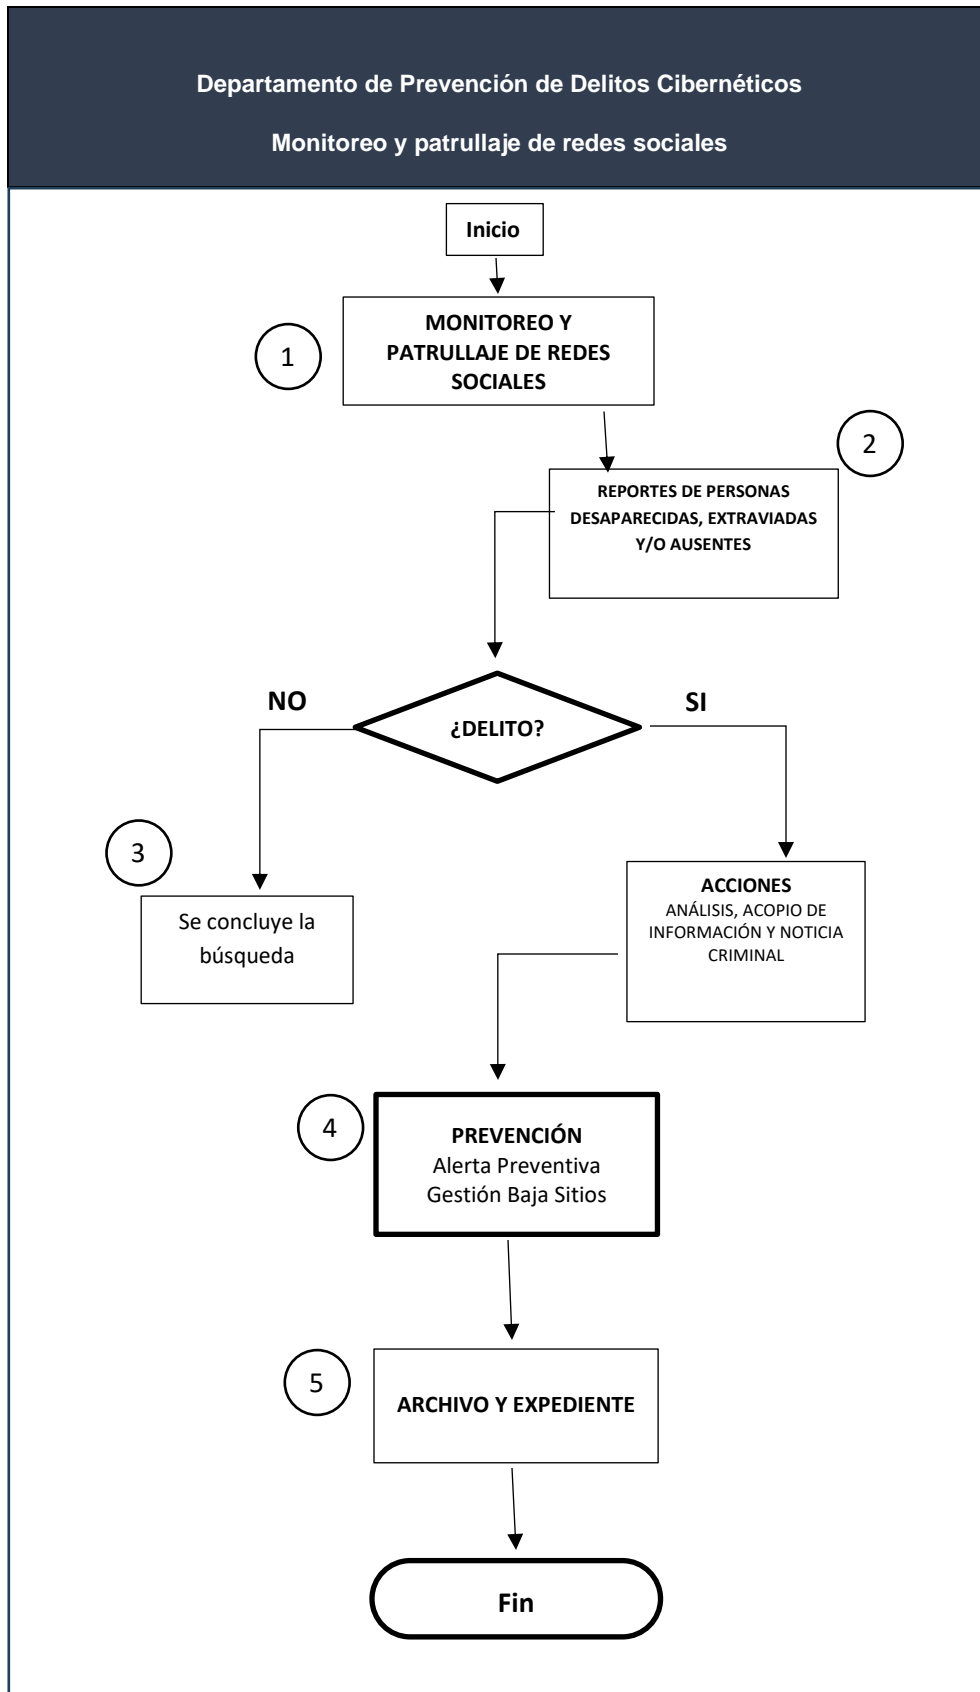 Departamento de Prevención de Delitos Cibernéticos
Monitoreo y patrullaje de redes sociales
Inicio
1
MONITOREO Y
PATRULLAJE DE REDES
SOCIALES
2
REPORTES DE PERSONAS
DESAPARECIDAS, EXTRAVIADAS
Y/O AUSENTES
NO
SI
¿DELITO?
3
Se concluye la
búsqueda
ACCIONES
ANÁLISIS, ACOPIO DE
INFORMACIÓN Y NOTICIA
CRIMINAL
4
PREVENCIÓN
Alerta Preventiva
Gestión Baja Sitios
5
ARCHIVO Y EXPEDIENTE
Fin